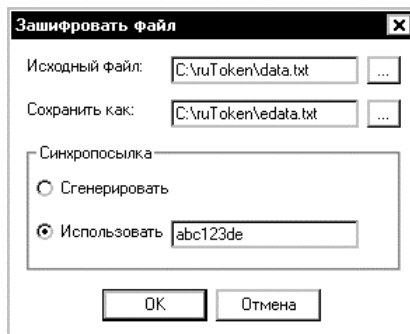 Зашифровать файл
Исходный файл: C:\ruToken\data.txt ...
Сохранить как: C:\ruToken\edata.txt ...
Синхропосылка
Сгенерировать
Использовать abc123de
OK Отмена